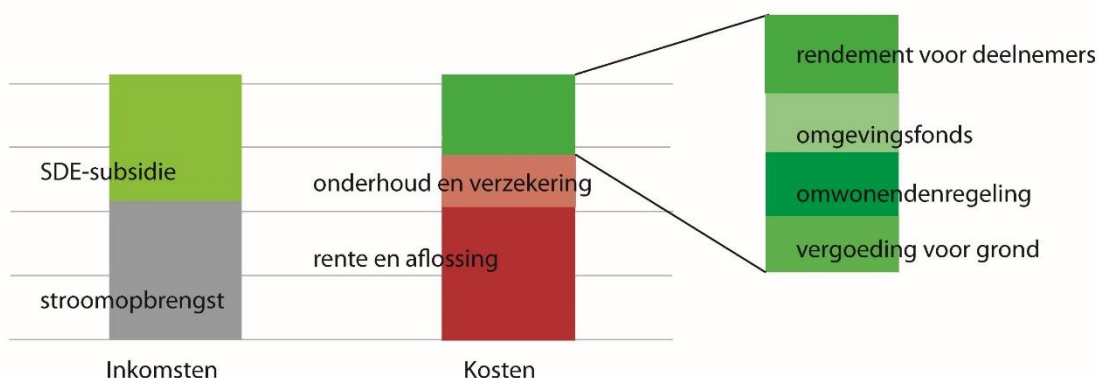 SDE-subsidie
stroomopbrengst
Inkomsten
onderhoud en verzekering
rente en aflossing
Kosten
rendement voor deelnemers
omgevingsfonds
omwonendenregeling
vergoeding voor grond